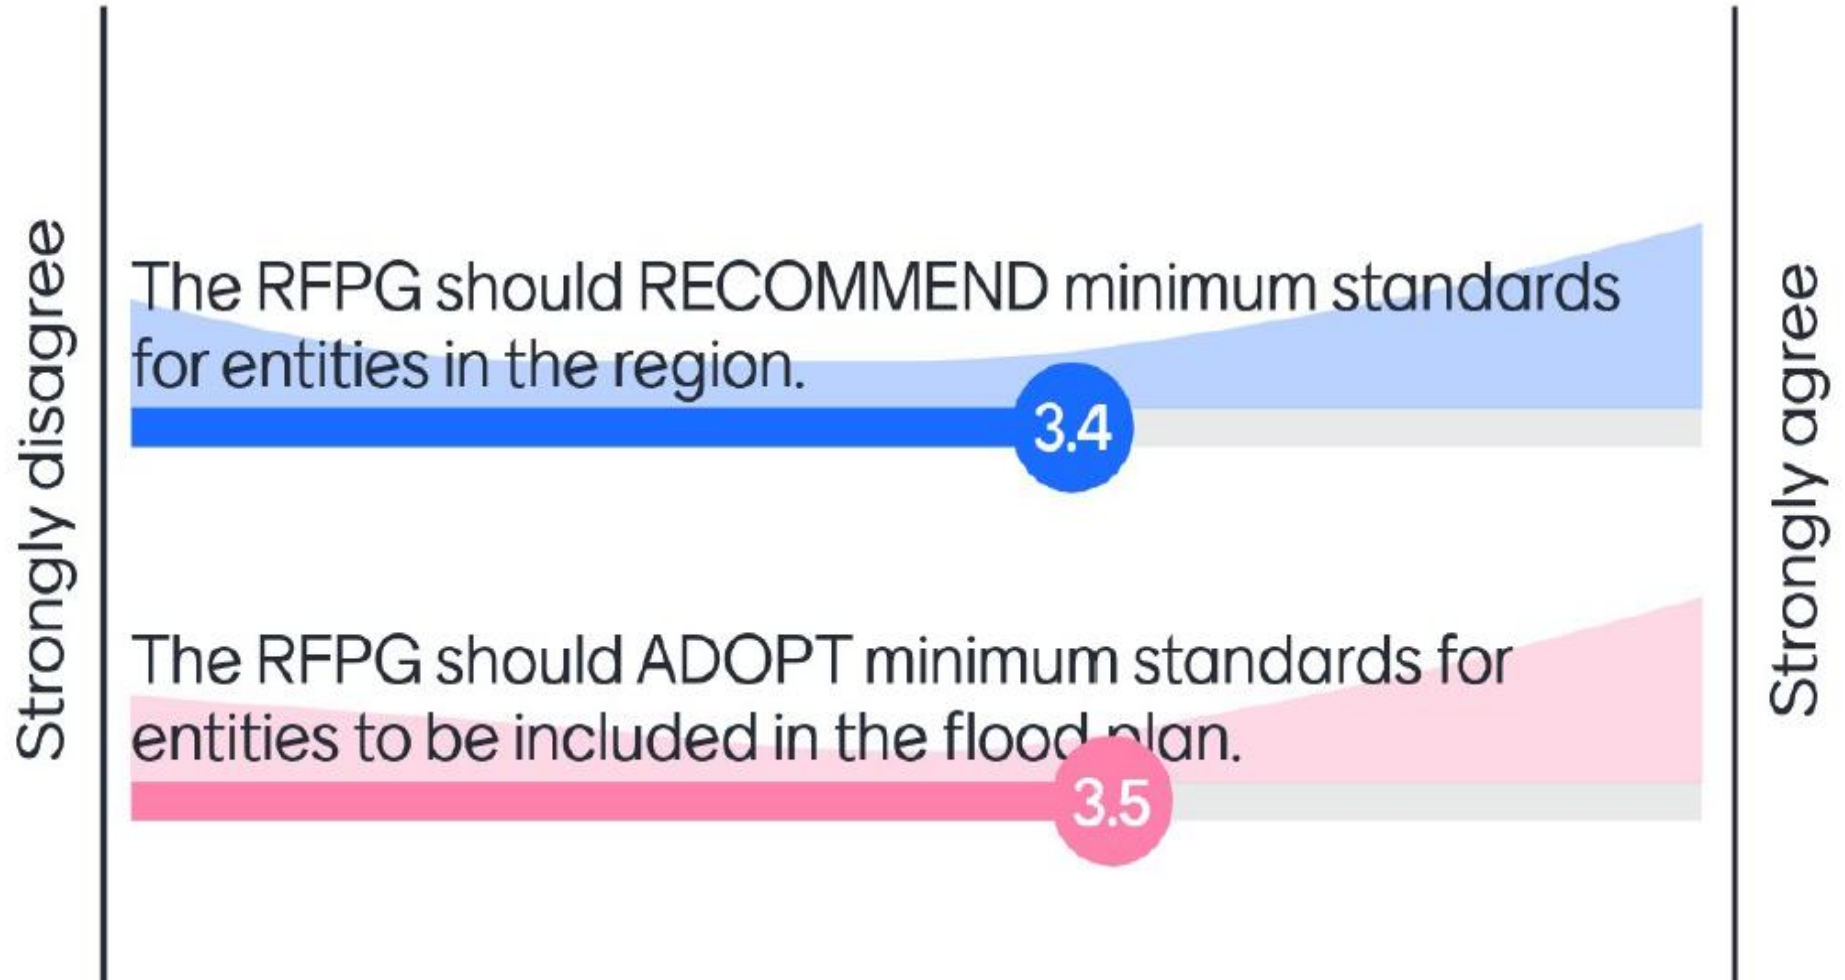 Strongly disagree
The RFPG should RECOMMEND minimum standards
for entities in the region.
3.4
The RFPG should ADOPT minimum standards for
entities to be included in the flood plan.
3.5
Strongly agree